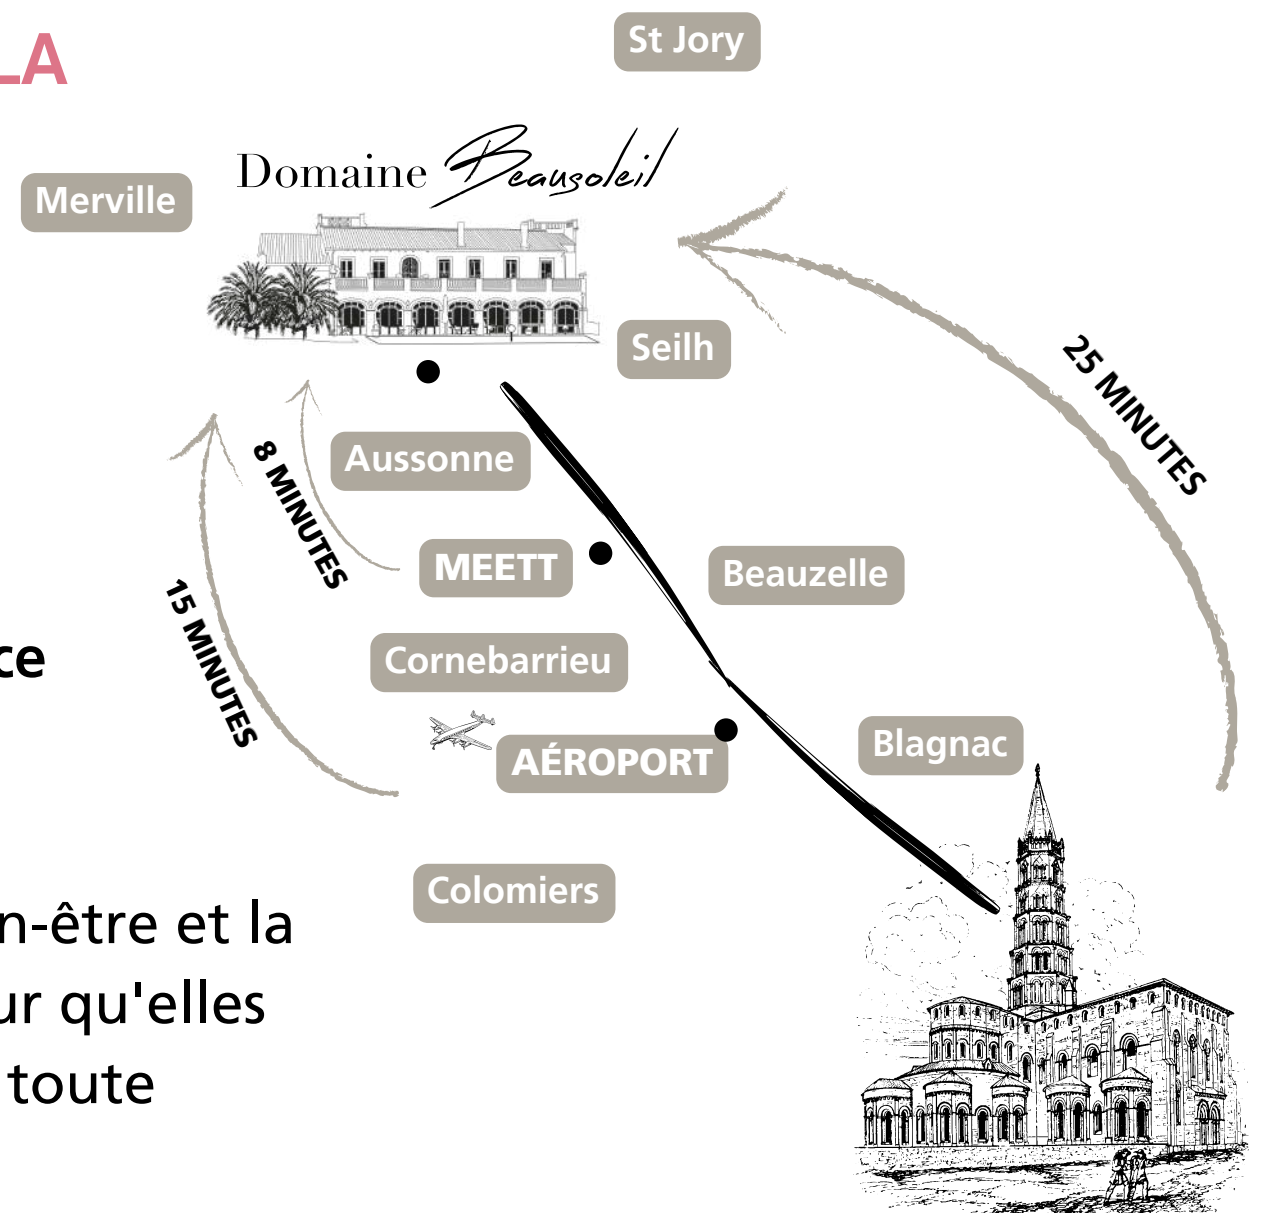 LA
St Jory
Domaine Beausoleil
Merville
Seilh
25 MINUTES
Aussonne
8 MINUTES
MEETT
Beauzelle
15 MINUTES
Cornebarrieu
ce
Blagnac
AÉROPORT
Colomiers
n-être et la
ur qu'elles
toute